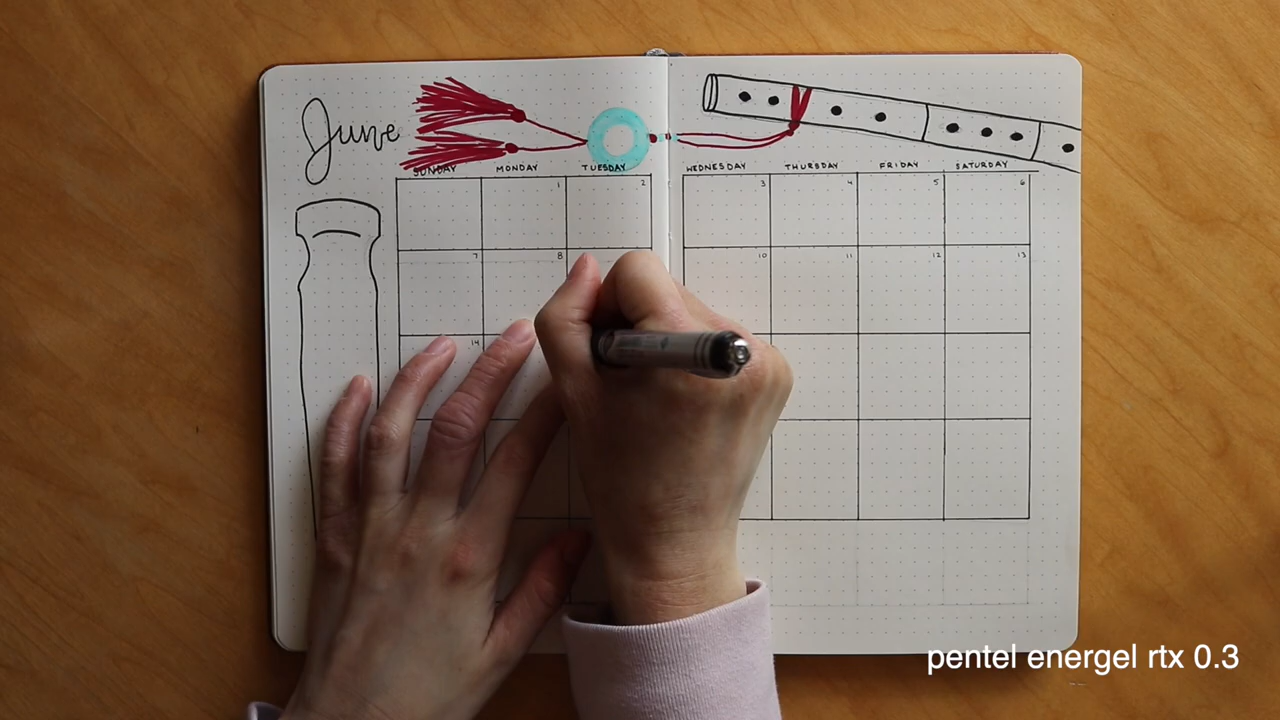 June
SUNDAY MONDAY TUESDAY WEDNESDAY THURSDAY FRIDAY SATURDAY
1 2 3 4 5 6
7 8 10 11 12 13
14
pentel energel rtx 0.3